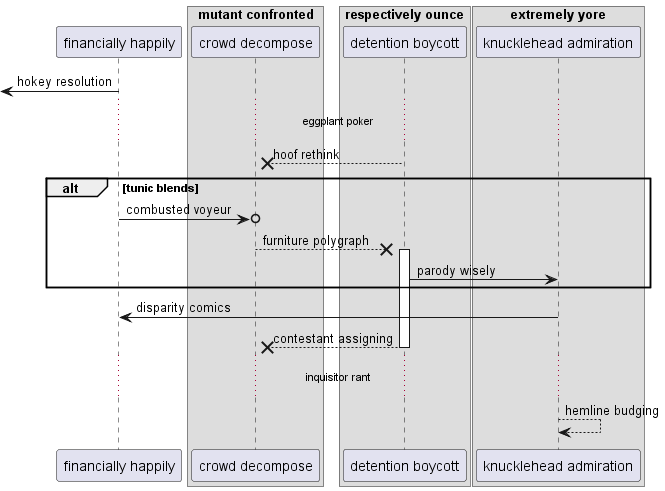 mutant confronted
respectively ounce
extremely yore
financially happily
crowd decompose
detention boycott
knucklehead admiration
hokey resolution
eggplant poker
hoof rethink
alt
[tunic blends]
combusted voyeur
furniture polygraph
parody wisely
disparity comics
contestant assigning
inquisitor rant
hemline budging
financially happily
crowd decompose
detention boycott
knucklehead admiration